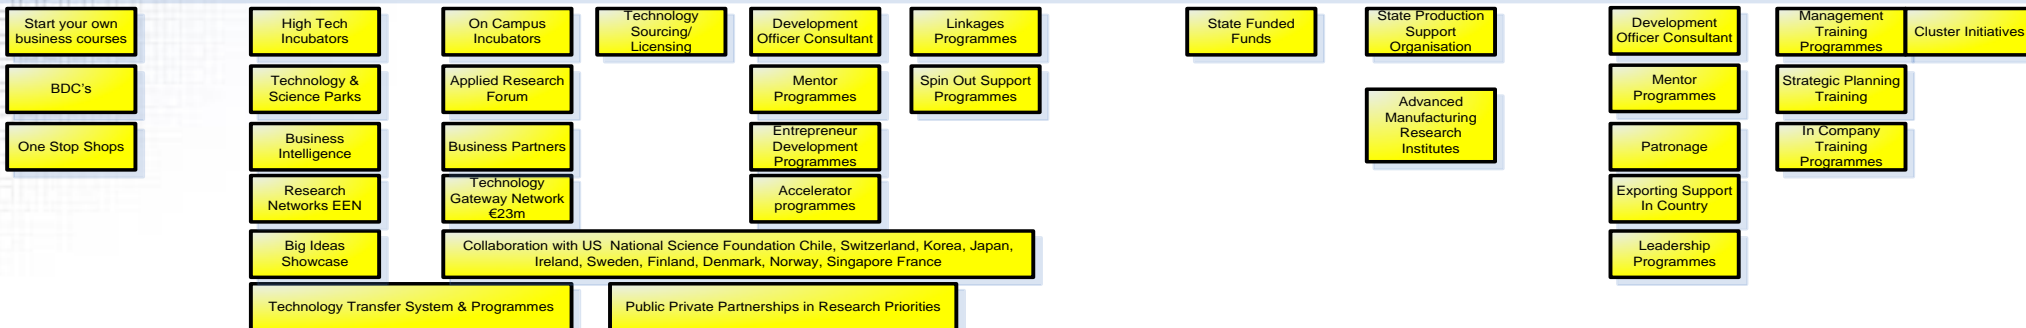 Start your own
business courses
BDC's
One Stop Shops
High Tech
Incubators
Technology &
Science Parks
Business
Intelligence
Research
Networks EEN
Big Ideas
Showcase
On Campus
Incubators
Applied Research
Forum
Business Partners
Technology
Gateway Network
€23m
Technology
Sourcing/
Licensing
Development
Officer Consultant
Mentor
Programmes
Entrepreneur
Development
Programmes
Accelerator
programmes
Linkages
Programmes
Spin Out Support
Programmes
Collaboration with US National Science Foundation Chile, Switzerland, Korea, Japan,
Ireland, Sweden, Finland, Denmark, Norway, Singapore France
Technology Transfer System & Programmes
Public Private Partnerships in Research Priorities
State Funded
Funds
State Production
Support
Organisation
Advanced
Manufacturing
Research
Institutes
Development
Officer Consultant
Mentor
Programmes
Patronage
Exporting Support
In Country
Leadership
Programmes
Management
Training
Programmes
Strategic Planning
Training
In Company
Training
Programmes
Cluster Initiatives